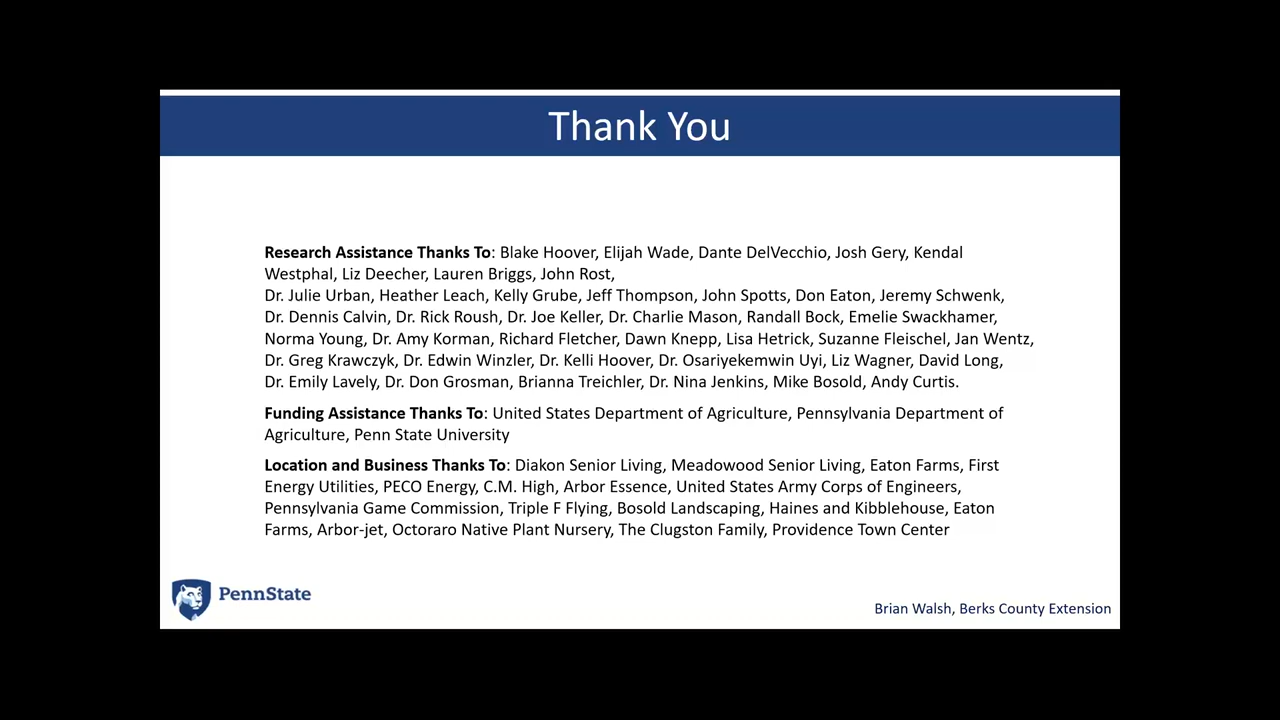 Thank You
Research Assistance Thanks To: Blake Hoover, Elijah Wade, Dante DelVecchio, Josh Gery, Kendal
Westphal, Liz Deecher, Lauren Briggs, John Rost,
Dr. Julie Urban, Heather Leach, Kelly Grube, Jeff Thompson, John Spotts, Don Eaton, Jeremy Schwenk,
Dr. Dennis Calvin, Dr. Rick Roush, Dr. Joe Keller, Dr. Charlie Mason, Randall Bock, Emelie Swackhamer,
Norma Young, Dr. Amy Korman, Richard Fletcher, Dawn Knepp, Lisa Hetrick, Suzanne Fleischel, Jan Wentz,
Dr. Greg Krawczyk, Dr. Edwin Winzler, Dr. Kelli Hoover, Dr. Osariyekemwin Uyi, Liz Wagner, David Long,
Dr. Emily Lavely, Dr. Don Grosman, Brianna Treichler, Dr. Nina Jenkins, Mike Bosold, Andy Curtis.
Funding Assistance Thanks To: United States Department of Agriculture, Pennsylvania Department of
Agriculture, Penn State University
Location and Business Thanks To: Diakon Senior Living, Meadowood Senior Living, Eaton Farms, First
Energy Utilities, PECO Energy, C.M. High, Arbor Essence, United States Army Corps of Engineers,
Pennsylvania Game Commission, Triple F Flying, Bosold Landscaping, Haines and Kibblehouse, Eaton
Farms, Arbor-jet, Octoraro Native Plant Nursery, The Clugston Family, Providence Town Center
PennState
Brian Walsh, Berks County Extension